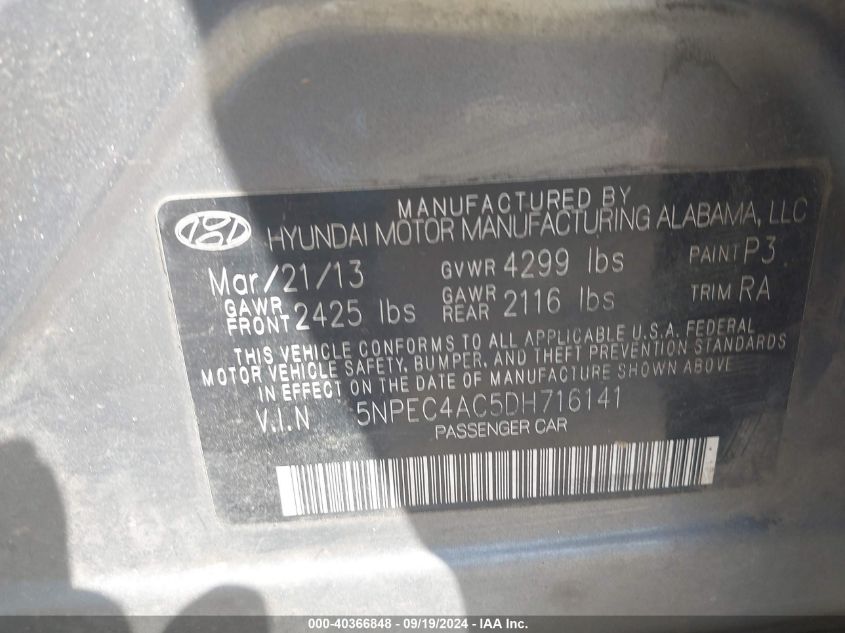 MANUFACTURED BY
HYUNDAI MOTOR MANUFACTURING ALABAMA, LLC
Mar/21/13 GVWR 4299 lbs PAINT P3
GAWR FRONT 2425 lbs GAWR REAR 2116 lbs TRIM RA
THIS VEHICLE CONFORMS TO ALL APPLICABLE U.S.A. FEDERAL
MOTOR VEHICLE SAFETY, BUMPER, AND THEFT PREVENTION STANDARDS
IN EFFECT ON THE DATE OF MANUFACTURE SHOWN ABOVE
V.I.N 5NPEC4AC5DH716141
PASSENGER CAR
000-40366848 - 09/19/2024 - IAA Inc.